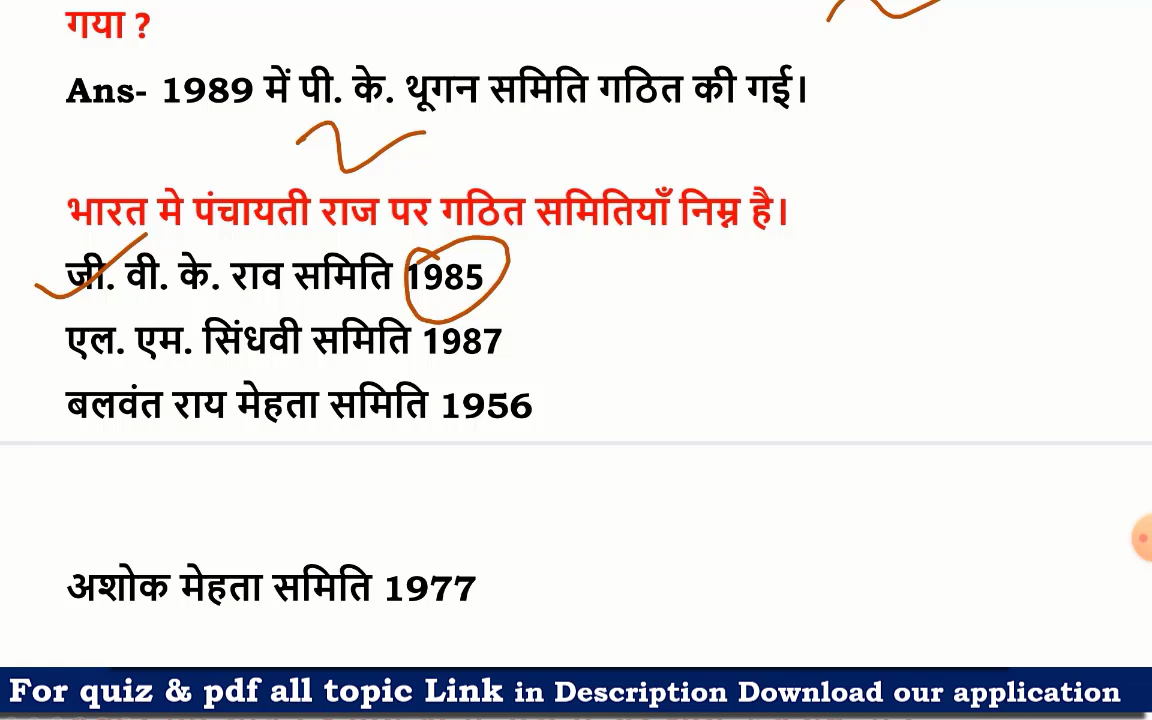 गया ?
Ans- 1989 में पी. के. थूगन समिति गठित की गई।
भारत मे पंचायती राज पर गठित समितियाँ निम्न है।
जी. वी. के. राव समिति 1985
एल. एम. सिंधवी समिति 1987
बलवंत राय मेहता समिति 1956
अशोक मेहता समिति 1977
For quiz & pdf all topic Link in Description Download our application